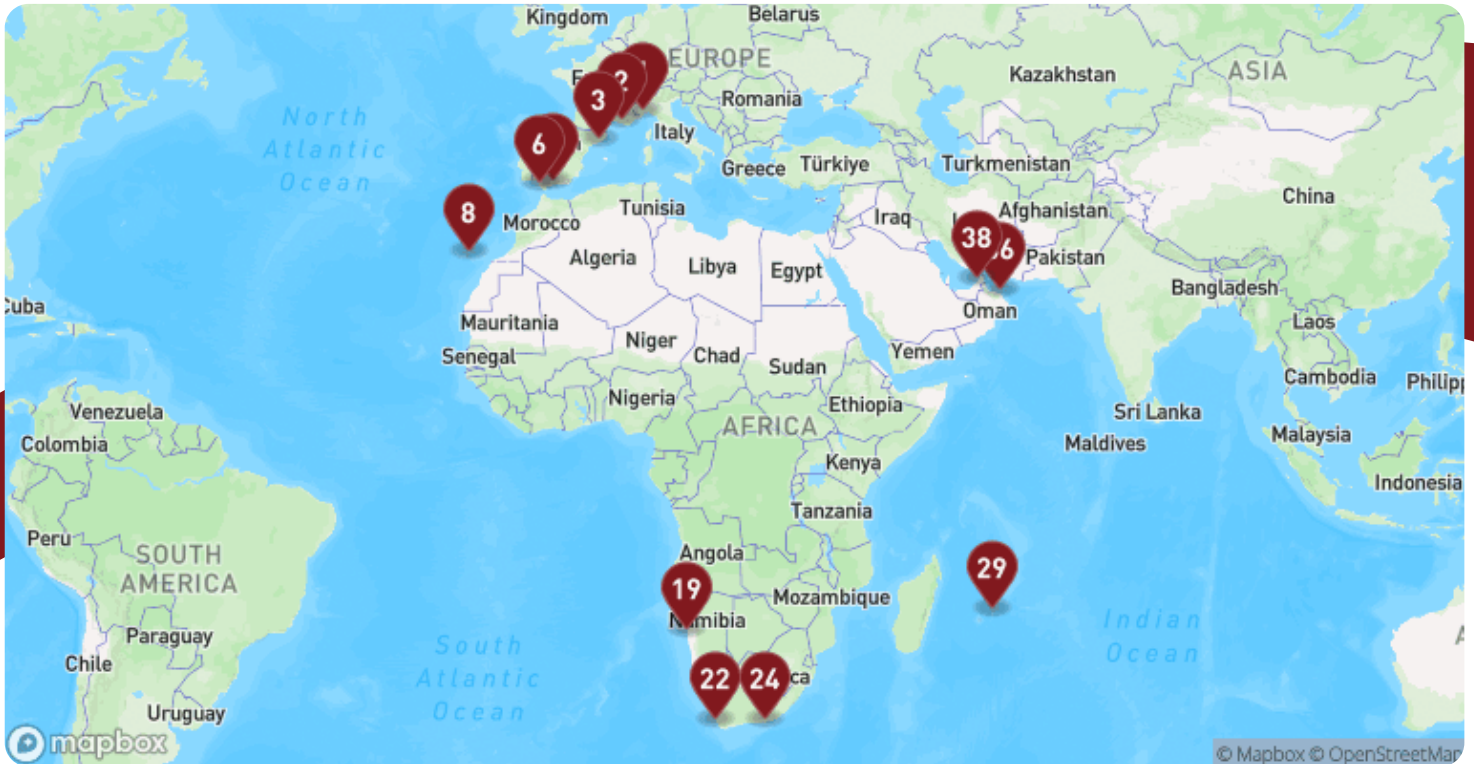 Kingdom
Belarus
EUROPE
Kazakhstan
ASIA
2
3
Romania
Italy
6
Greece
Türkiye
Turkmenistan
China
North
Atlantic
Ocean
8
Morocco
Tunisia
Iraq
Afghanistan
38
Pakistan
Algeria
Libya
Egypt
Bangladesh
Cuba
Oman
Laos
Mauritania
Niger
Chad
Senegal
Sudan
Yemen
Cambodia
Nigeria
Ethiopia
Venezuela
AFRICA
Sri Lanka
Colombia
Maldives
Malaysia
Kenya
Indonesia
Tanzania
Peru
Angola
SOUTH
AMERICA
29
19
Mozambique
Namibia
Indian
Ocean
Paraguay
South
Atlantic
Ocean
Chile
22
24
Uruguay
mapbox
© Mapbox © OpenStreetMap